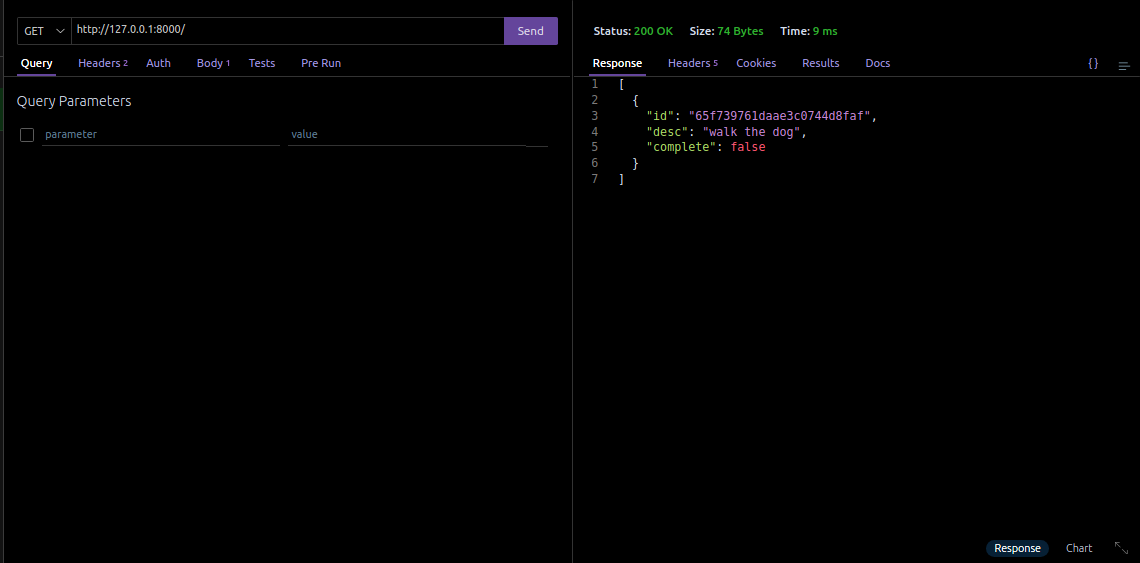 GET http://127.0.0.1:8000/ Send
Query Headers 2 Auth Body 1 Tests Pre Run
Query Parameters
parameter value
Status: 200 OK Size: 74 Bytes Time: 9 ms
Response Headers 5 Cookies Results Docs {}
1 [
2 {
3 "id": "65f739761daae3c0744d8faf",
4 "desc": "walk the dog",
5 "complete": false
6 }
7 ]
Response Chart